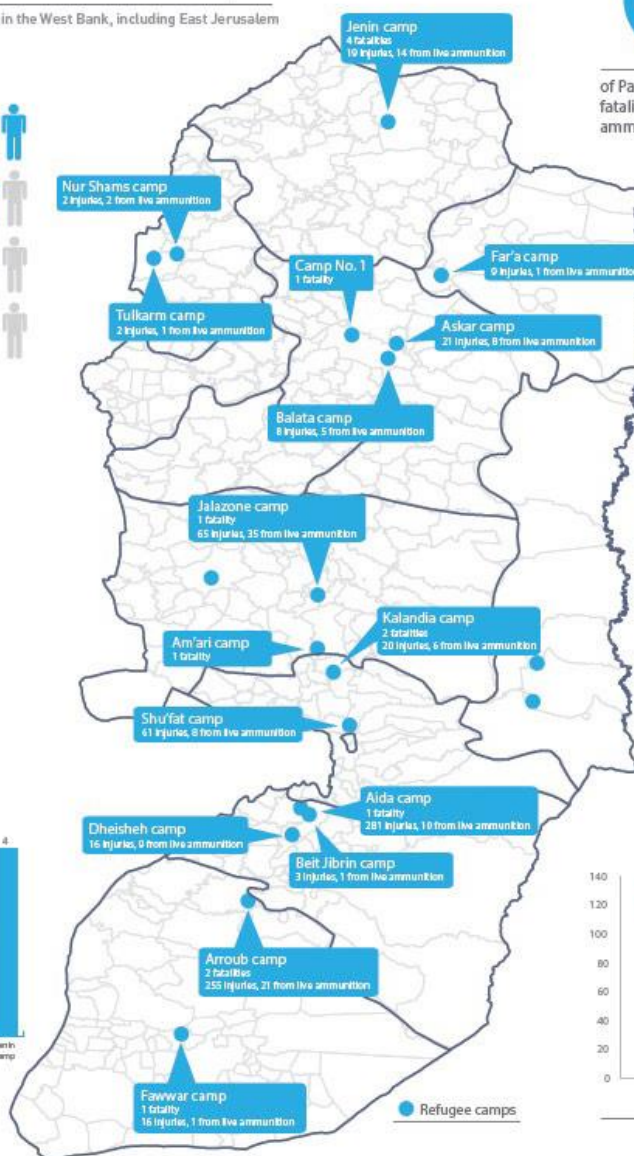 in the West Bank, including East Jerusalem
Jenin camp
4 fatalities
19 injuries, 14 from live ammunition
of Pa
fatali
amm
Nur Shams camp
2 injuries, 2 from live ammunition
Tulkarm camp
2 injuries, 1 from live ammunition
Camp No. 1
1 fatality
Far'a camp
9 injuries, 1 from live ammunition
Askar camp
21 injuries, 8 from live ammunition
Balata camp
8 injuries, 5 from live ammunition
Jalazone camp
1 fatality
65 injuries, 35 from live ammunition
Kalandia camp
2 fatalities
20 injuries, 6 from live ammunition
Am'ari camp
1 fatality
Shu'fat camp
61 injuries, 8 from live ammunition
Aida camp
1 fatality
281 injuries, 10 from live ammunition
Dheisheh camp
16 injuries, 9 from live ammunition
Beit Jibrin camp
3 injuries, 1 from live ammunition
4
enin
amp
Arroub camp
2 fatalities
255 injuries, 21 from live ammunition
140
120
100
80
60
40
20
0
Fawwar camp
1 fatality
16 injuries, 1 from live ammunition
Refugee camps